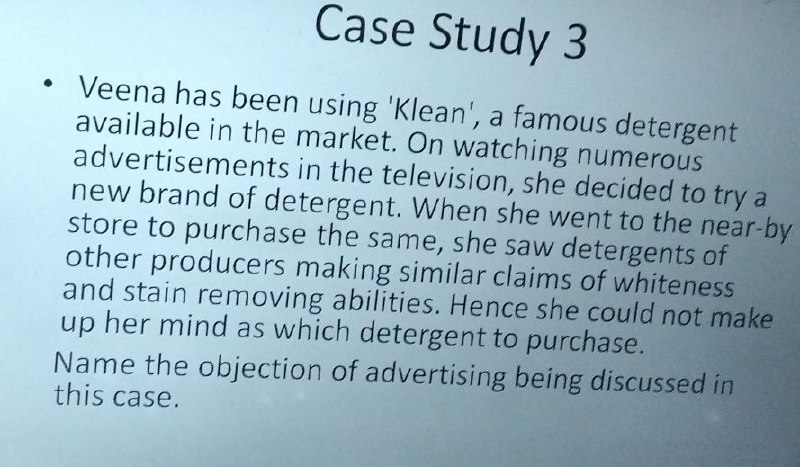 Case Study 3
• Veena has been using 'Klean', a famous detergent
available in the market. On watching numerous
advertisements in the television, she decided to try a
new brand of detergent. When she went to the near-by
store to purchase the same, she saw detergents of
other producers making similar claims of whiteness
and stain removing abilities. Hence she could not make
up her mind as which detergent to purchase.
Name the objection of advertising being discussed in
this case.